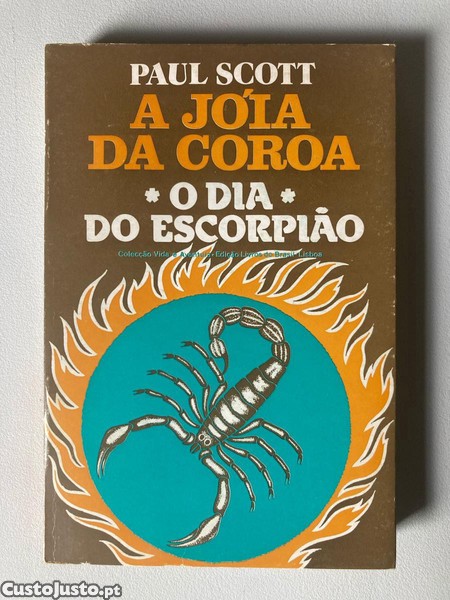 PAUL SCOTT
A JÓIA
DA COROA
* O DIA *
DO ESCORPIÃO
Colecção Vida e Aventura • Edição Livros do Brasil Lisboa
CustoJusto.pt